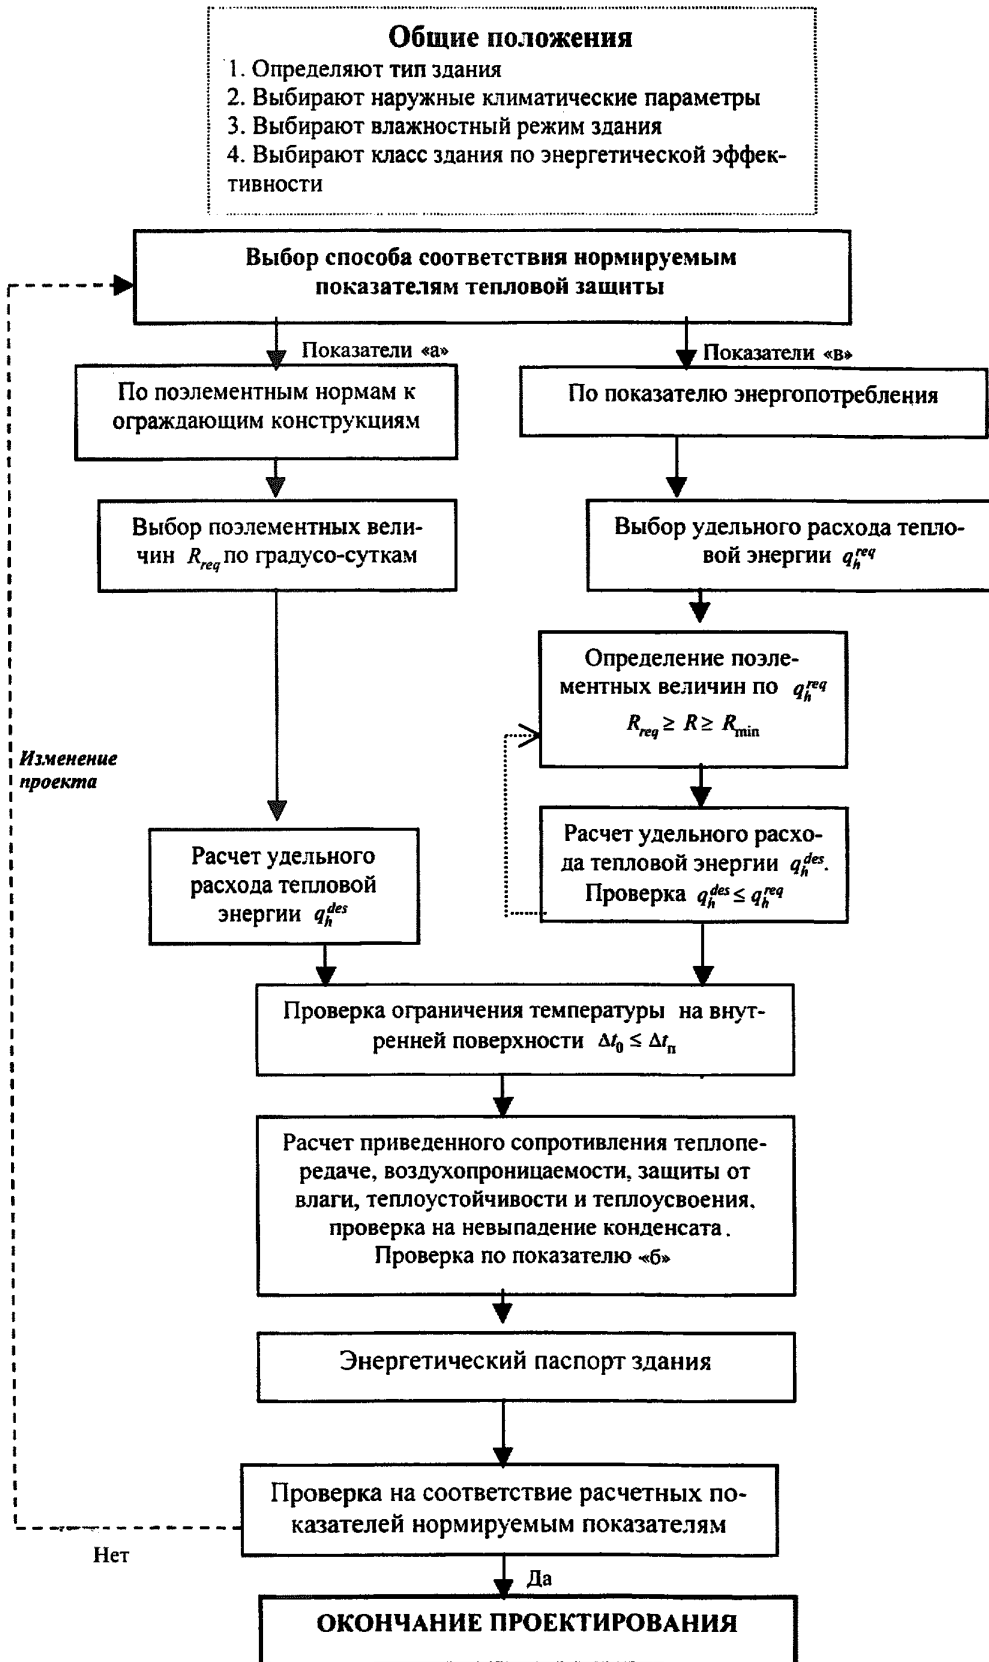 Общие положения
1. Определяют тип здания
2. Выбирают наружные климатические параметры
3. Выбирают влажностный режим здания
4. Выбирают класс здания по энергетической эффек-
тивности
Выбор способа соответствия нормируемым
показателям тепловой защиты
Показатели «а»
Показатели «в»
По поэлементным нормам к
ограждающим конструкциям
По показателю энергопотребления
Выбор поэлементных вели-
чин R_req по градусо-суткам
Выбор удельного расхода тепло-
вой энергии q_h^req
Определение поэле-
ментных величин по q_h^req
R_req ≥ R ≥ R_min
Изменение
проекта
Расчет удельного
расхода тепловой
энергии q_h^des
Расчет удельного расхо-
да тепловой энергии q_h^des.
Проверка q_h^des ≤ q_h^req
Проверка ограничения температуры на внут-
ренней поверхности Δt_0 ≤ Δt_п
Расчет приведенного сопротивления теплопе-
редаче, воздухопроницаемости, защиты от
влаги, теплоустойчивости и теплоусвоения,
проверка на невыпадение конденсата.
Проверка по показателю «б»
Энергетический паспорт здания
Проверка на соответствие расчетных по-
казателей нормируемым показателям
Нет
Да
ОКОНЧАНИЕ ПРОЕКТИРОВАНИЯ